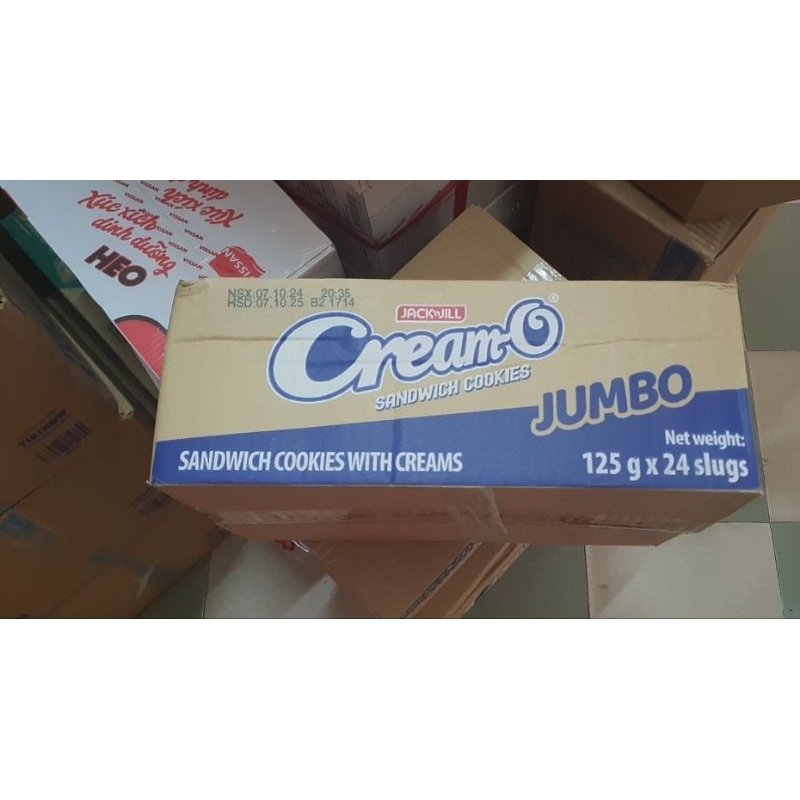 Xúc xích
dinh dưỡng
HEO
VISSAN
NSX:07.10.24 20:35
HSD:07.10.25 B2 1714
JACK'n JILL
Cream-O®
SANDWICH COOKIES
JUMBO
SANDWICH COOKIES WITH CREAMS
Net weight:
125 g x 24 slugs